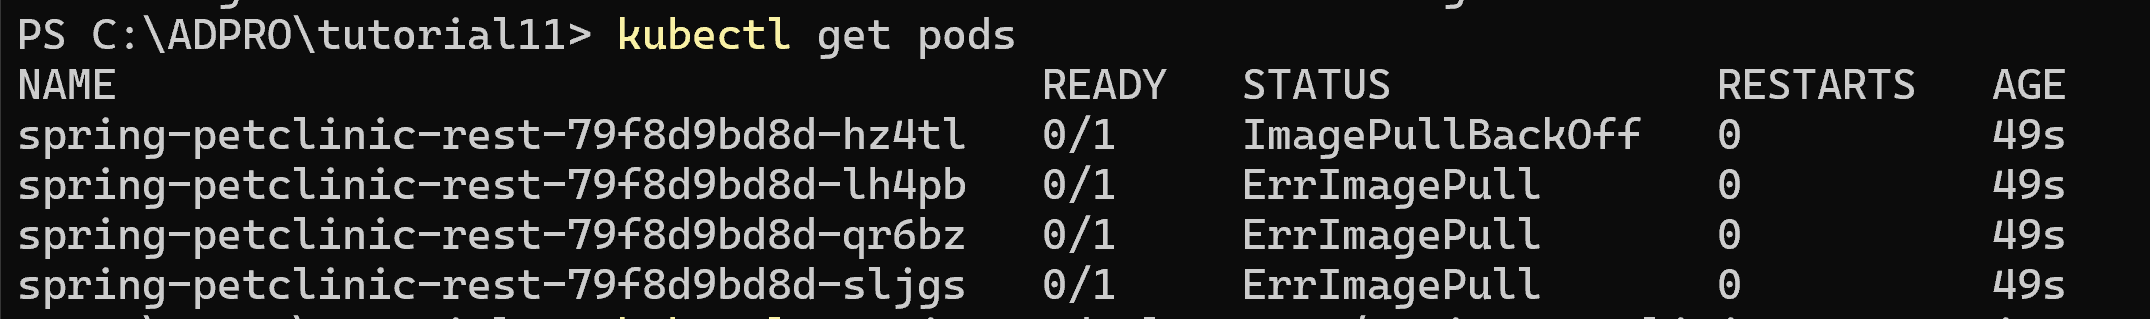 PS C:\ADPRO\tutorial11> kubectl get pods
NAME READY STATUS RESTARTS AGE
spring-petclinic-rest-79f8d9bd8d-hz4tl 0/1 ImagePullBackOff 0 49s
spring-petclinic-rest-79f8d9bd8d-lh4pb 0/1 ErrImagePull 0 49s
spring-petclinic-rest-79f8d9bd8d-qr6bz 0/1 ErrImagePull 0 49s
spring-petclinic-rest-79f8d9bd8d-sljgs 0/1 ErrImagePull 0 49s